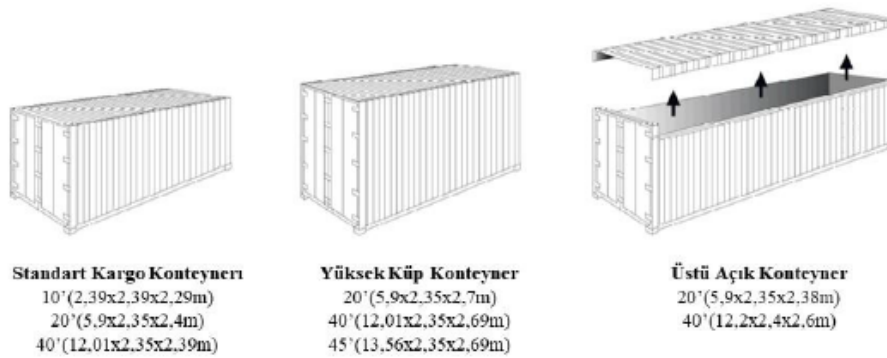 Standart Kargo Konteynerı
10’(2,39x2,39x2,29m)
20’(5,9x2,35x2,4m)
40’(12,01x2,35x2,39m)
Yüksek Küp Konteyner
20’(5,9x2,35x2,7m)
40’(12,01x2,35x2,69m)
45’(13,56x2,35x2,69m)
Üstü Açık Konteyner
20’(5,9x2,35x2,38m)
40’(12,2x2,4x2,6m)